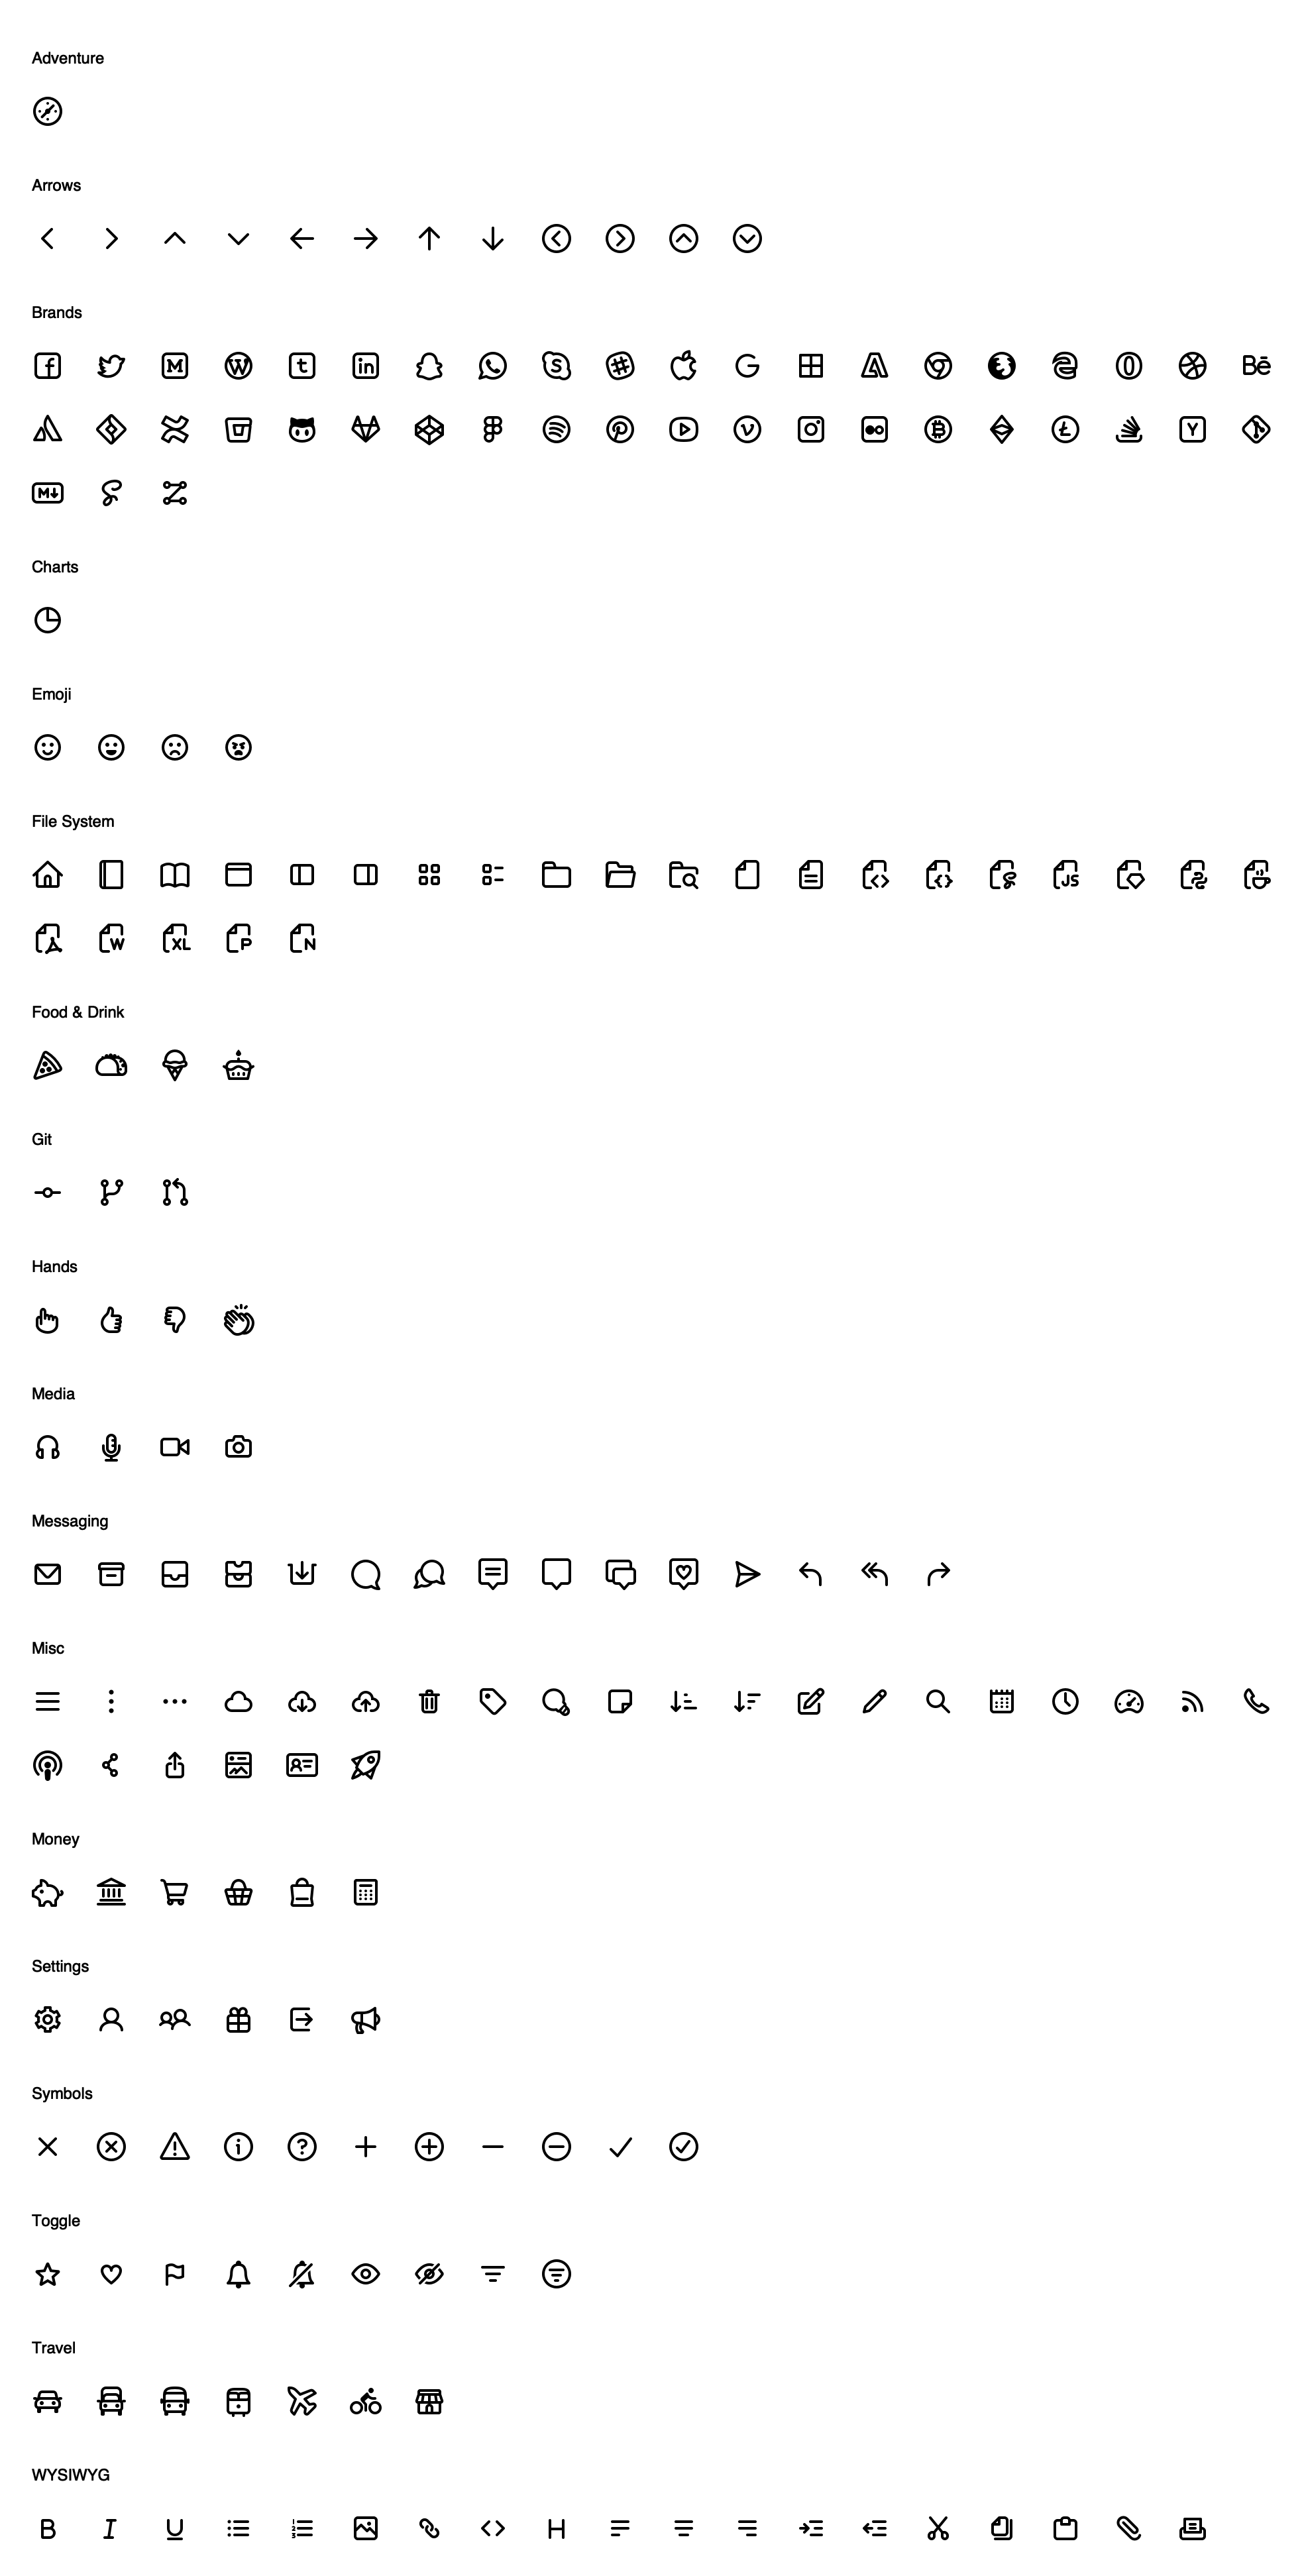 Adventure
Arrows
Brands
Charts
Emoji
File System
Food & Drink
Git
Hands
Media
Messaging
Misc
Money
Settings
Symbols
Toggle
Travel
WYSIWYG